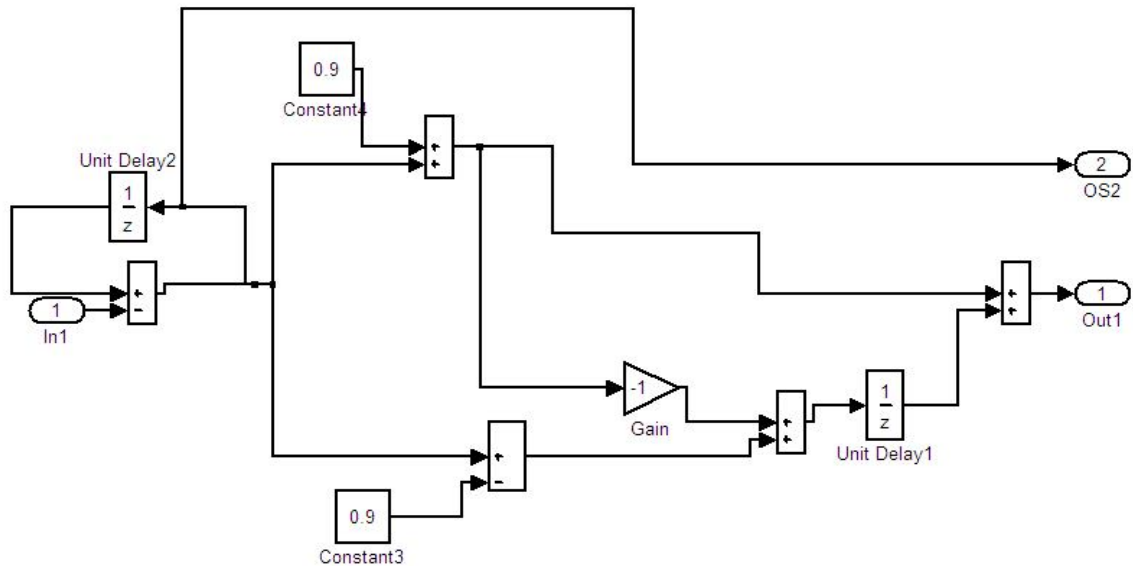 0.9
Constant4
+
+
Unit Delay2
1
z
2
OS2
+
-
1
In1
+
+
1
Out1
-1
Gain
+
+
1
z
Unit Delay1
+
-
0.9
Constant3